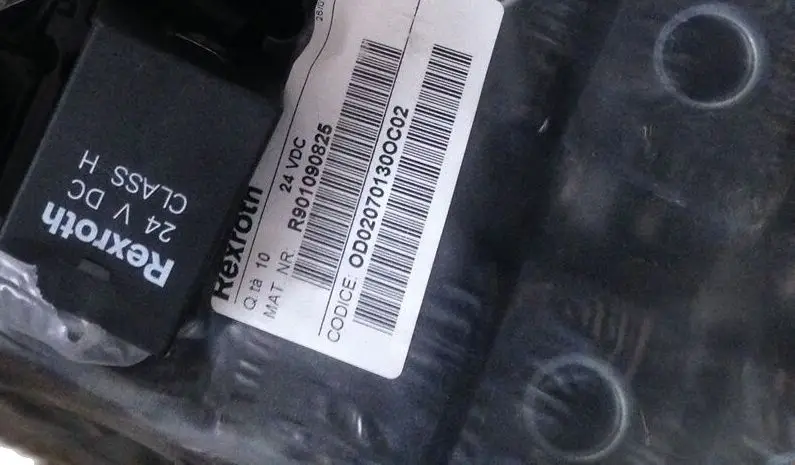 Rexroth
24 V DC
CLASS H
Rexroth
24 VDC
Q.tà 10
MAT. NR: R901090825
CODICE: OD02070130OC02